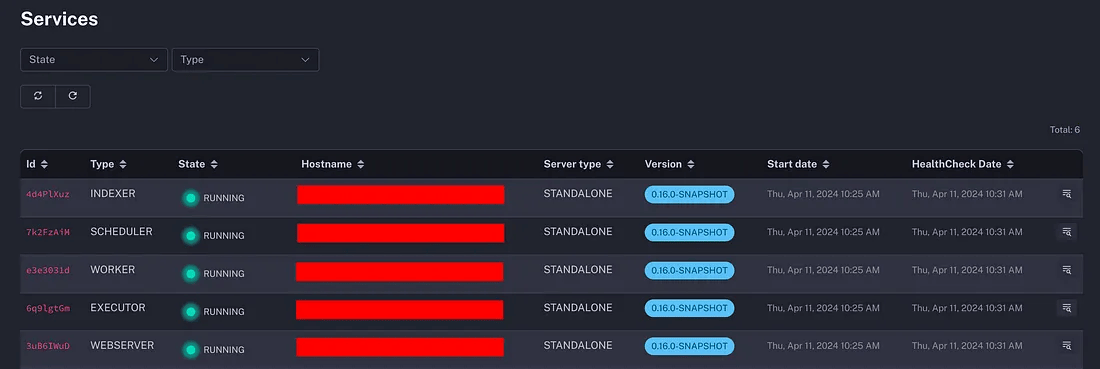 Services
State Type
Total: 6
Id Type State Hostname Server type Version Start date HealthCheck Date
4d4PlXuz INDEXER RUNNING STANDALONE 0.16.0-SNAPSHOT Thu, Apr 11, 2024 10:25 AM Thu, Apr 11, 2024 10:31 AM
7k2FzAiM SCHEDULER RUNNING STANDALONE 0.16.0-SNAPSHOT Thu, Apr 11, 2024 10:25 AM Thu, Apr 11, 2024 10:31 AM
e3e3031d WORKER RUNNING STANDALONE 0.16.0-SNAPSHOT Thu, Apr 11, 2024 10:25 AM Thu, Apr 11, 2024 10:31 AM
6q9lgtGm EXECUTOR RUNNING STANDALONE 0.16.0-SNAPSHOT Thu, Apr 11, 2024 10:25 AM Thu, Apr 11, 2024 10:31 AM
3uB6IWuD WEBSERVER RUNNING STANDALONE 0.16.0-SNAPSHOT Thu, Apr 11, 2024 10:25 AM Thu, Apr 11, 2024 10:31 AM